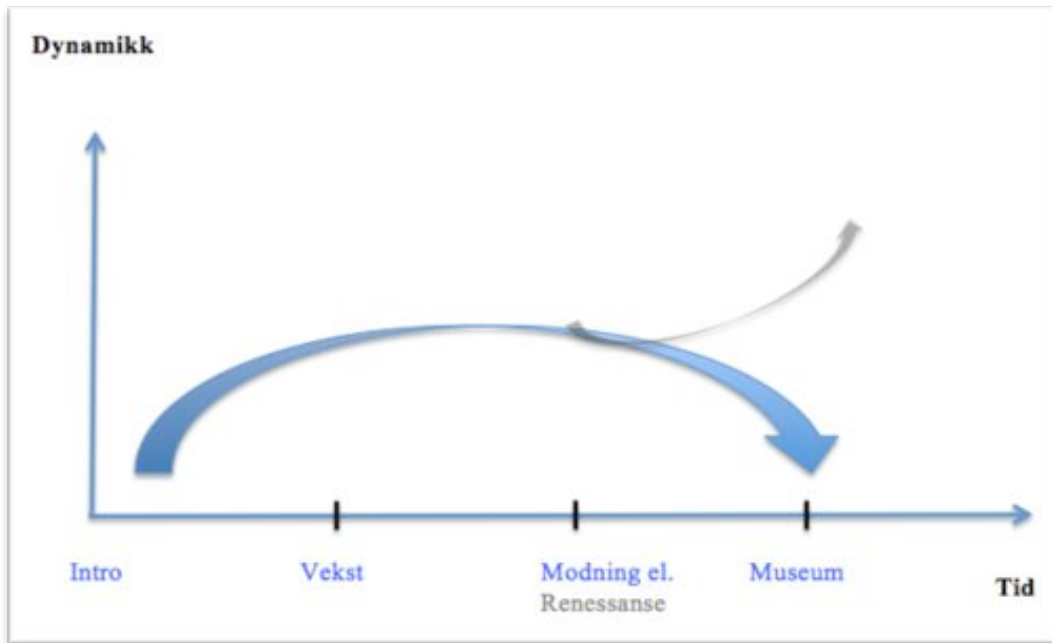 Dynamikk
Intro
Vekst
Modning el.
Renessanse
Museum
Tid